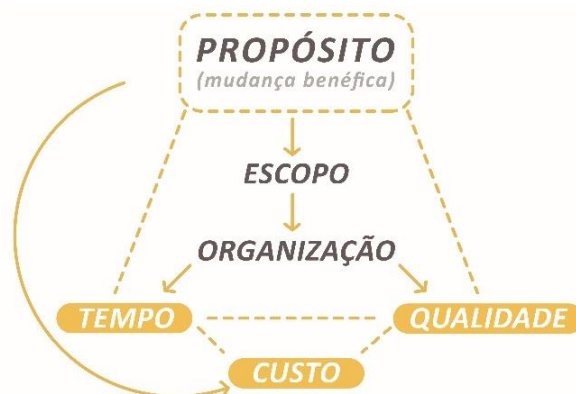 PROPÓSITO
(mudança benéfica)
ESCOPO
ORGANIZAÇÃO
TEMPO
QUALIDADE
CUSTO